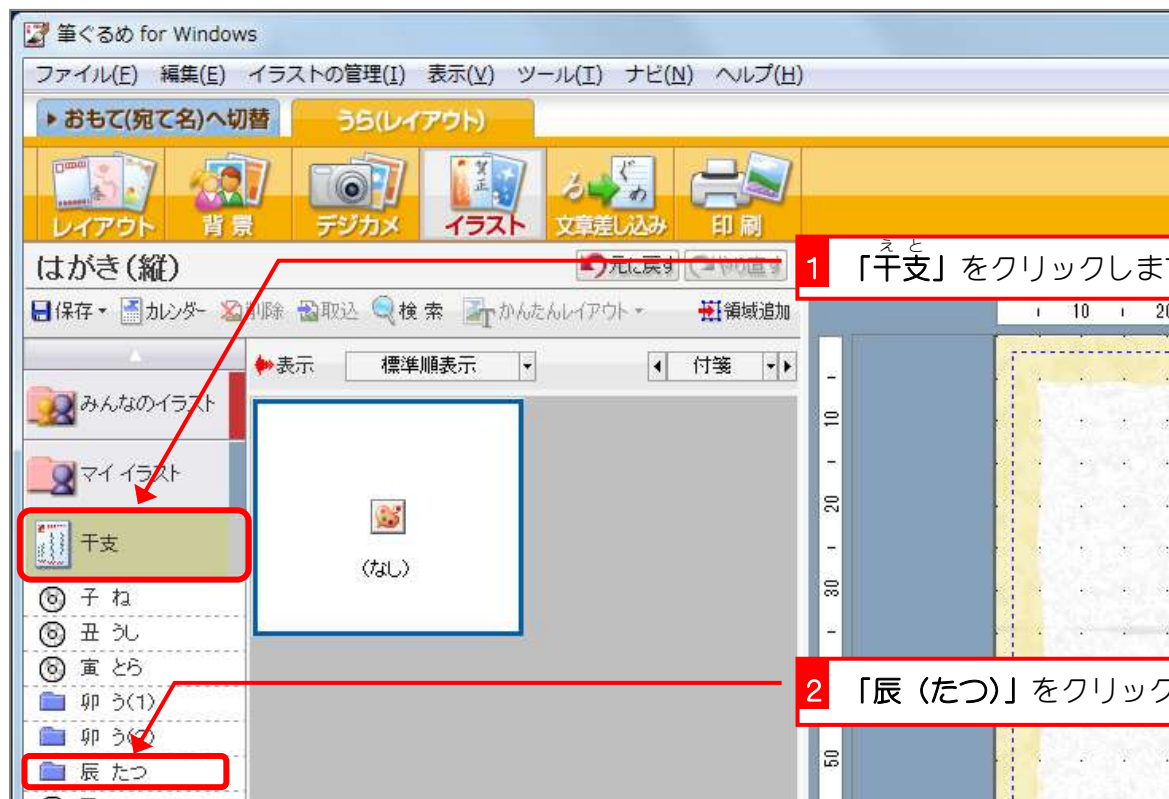 筆ぐるめ for Windows
ファイル(F) 編集(E) イラストの管理(I) 表示(V) ツール(T) ナビ(N) ヘルプ(H)
おもて(宛て名)へ切替 うら(レイアウト)
レイアウト 背景 デジカメ イラスト 文章差し込み 印刷
はがき(縦) 元に戻す やり直す
1 「干支」をクリックしま
えと
保存 カレンダー 削除 取込 検索 かんたんレイアウト 領域追加
10 20
表示 標準順表示 付箋
みんなのイラスト
マイ イラスト
干支
(なし)
子 ね
丑 うし
寅 とら
卯 う(1)
卯 う(2)
辰 たつ
2 「辰（たつ）」をクリック
10
20
30
50